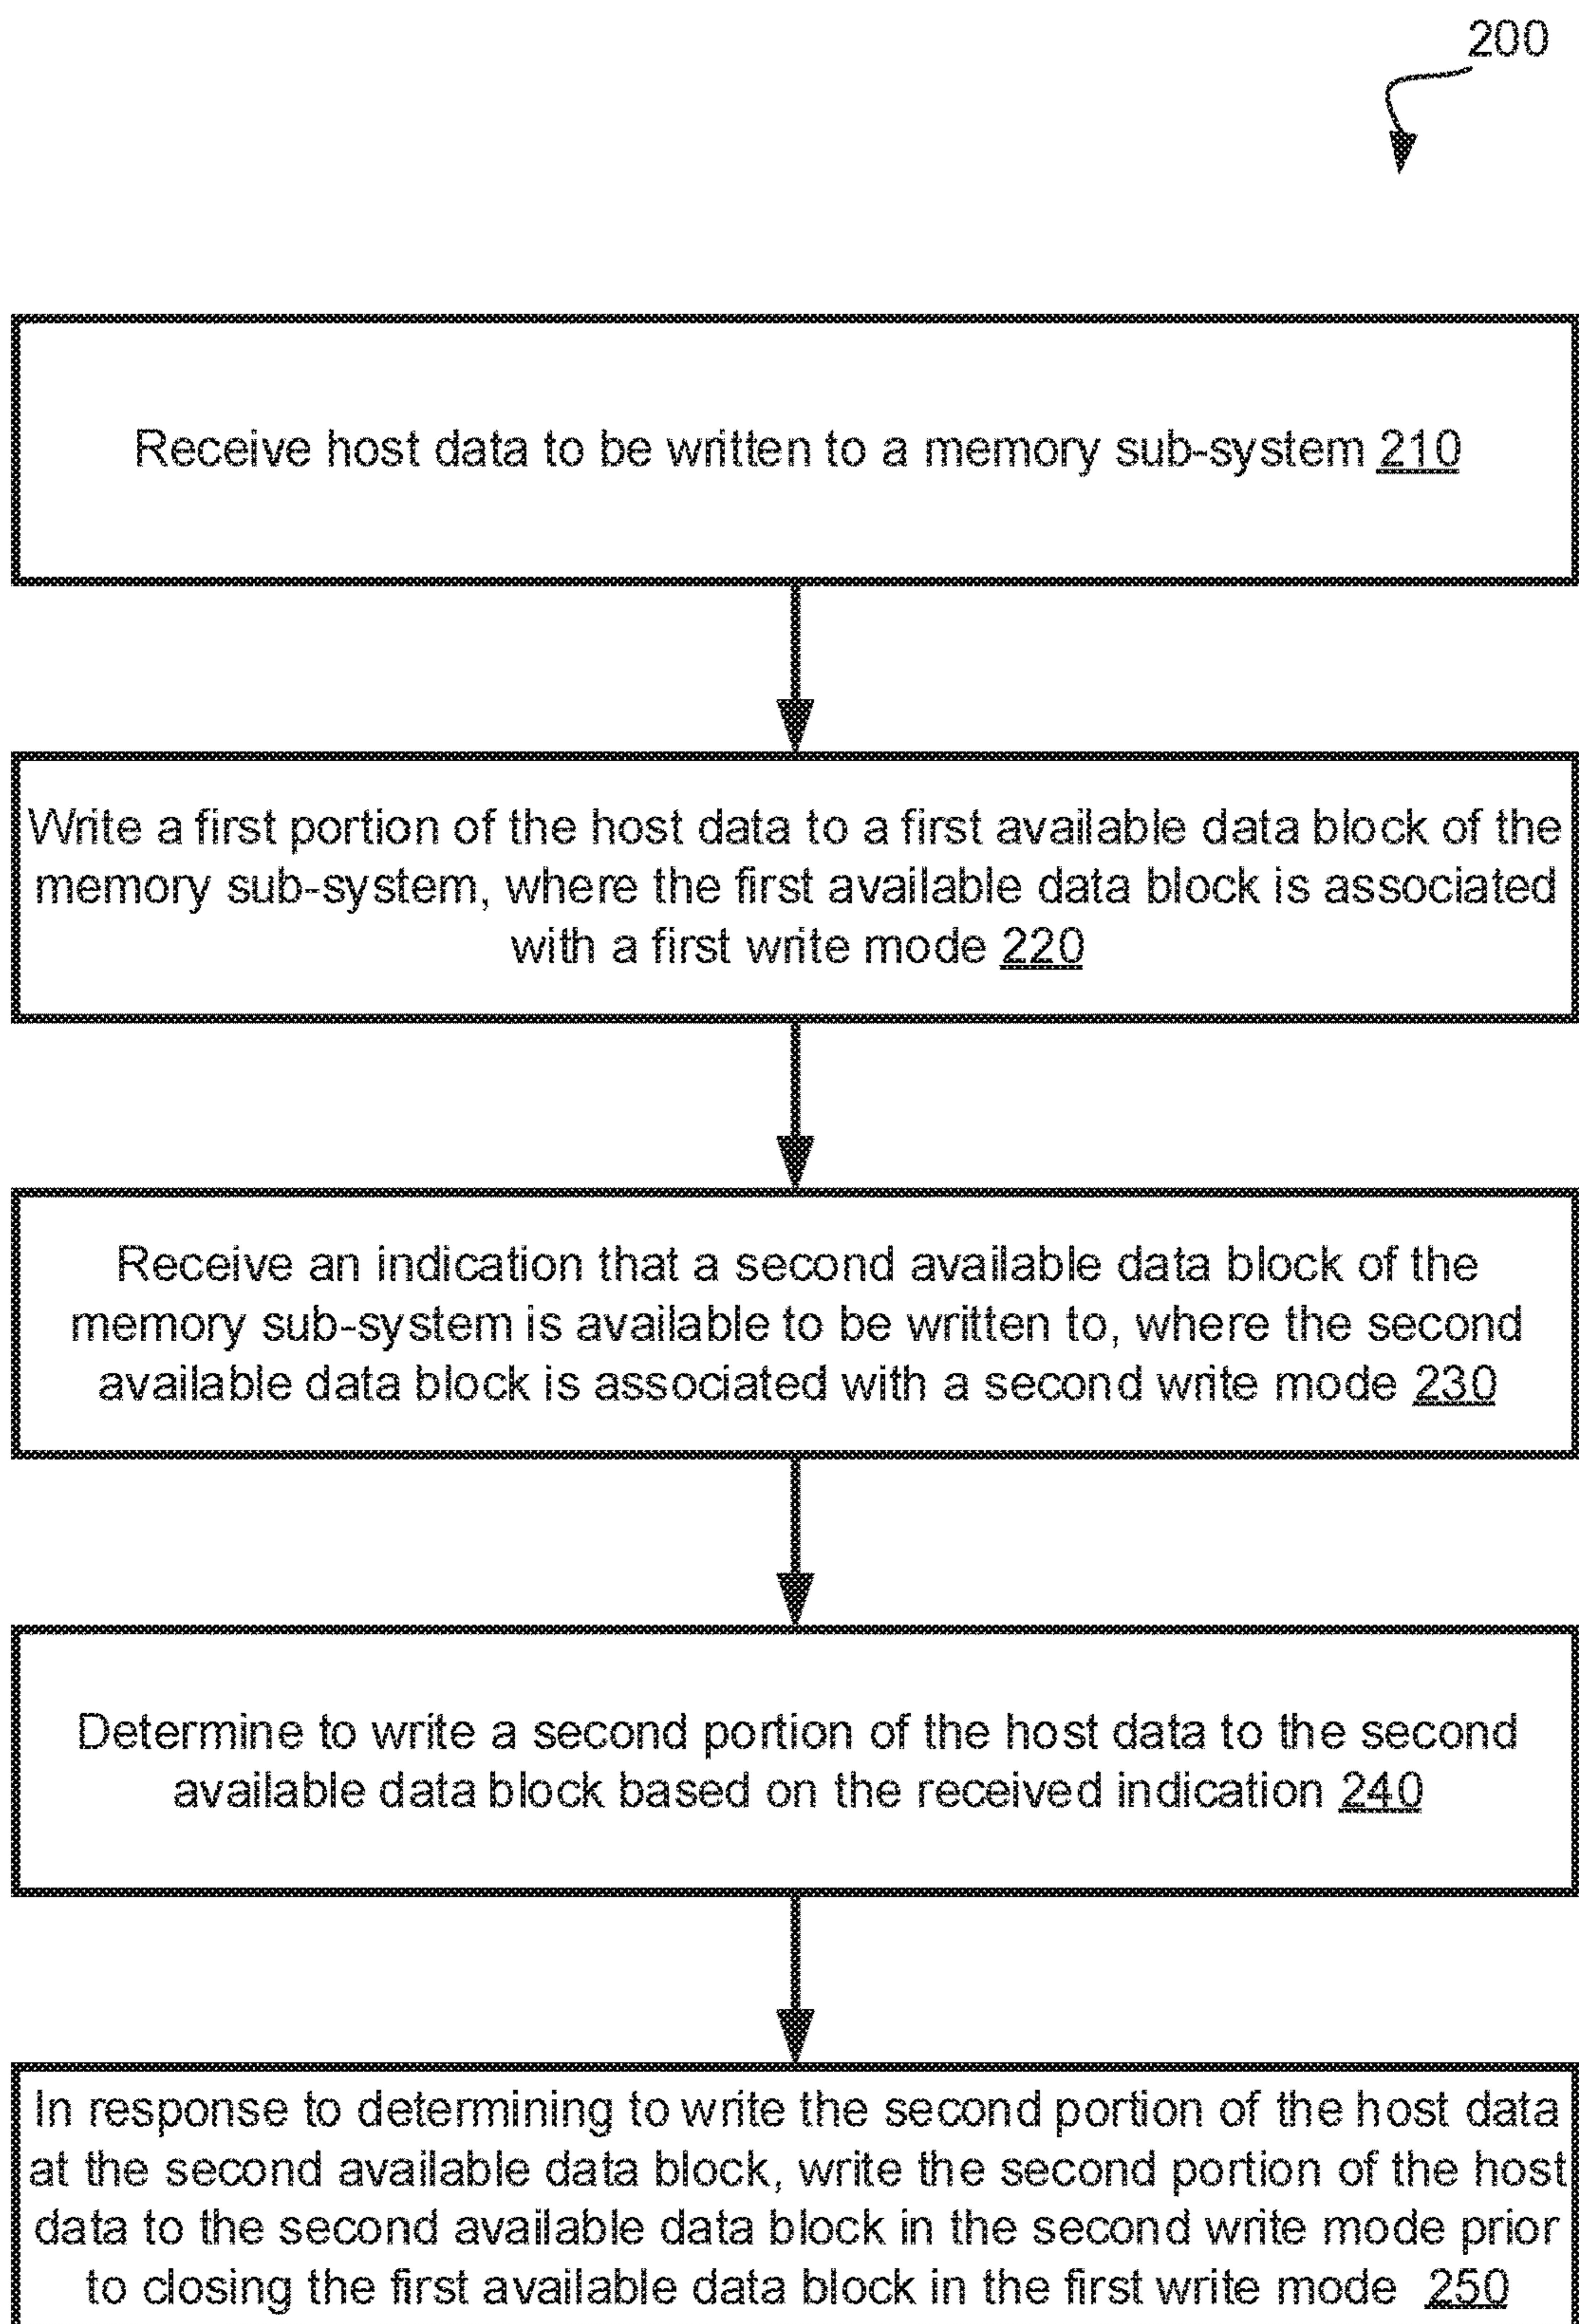 200
Receive host data to be written to a memory sub-system 210
Write a first portion of the host data to a first available data block of the
memory sub-system, where the first available data block is associated
with a first write mode 220
Receive an indication that a second available data block of the
memory sub-system is available to be written to, where the second
available data block is associated with a second write mode 230
Determine to write a second portion of the host data to the second
available data block based on the received indication 240
In response to determining to write the second portion of the host data
at the second available data block, write the second portion of the host
data to the second available data block in the second write mode prior
to closing the first available data block in the first write mode 250